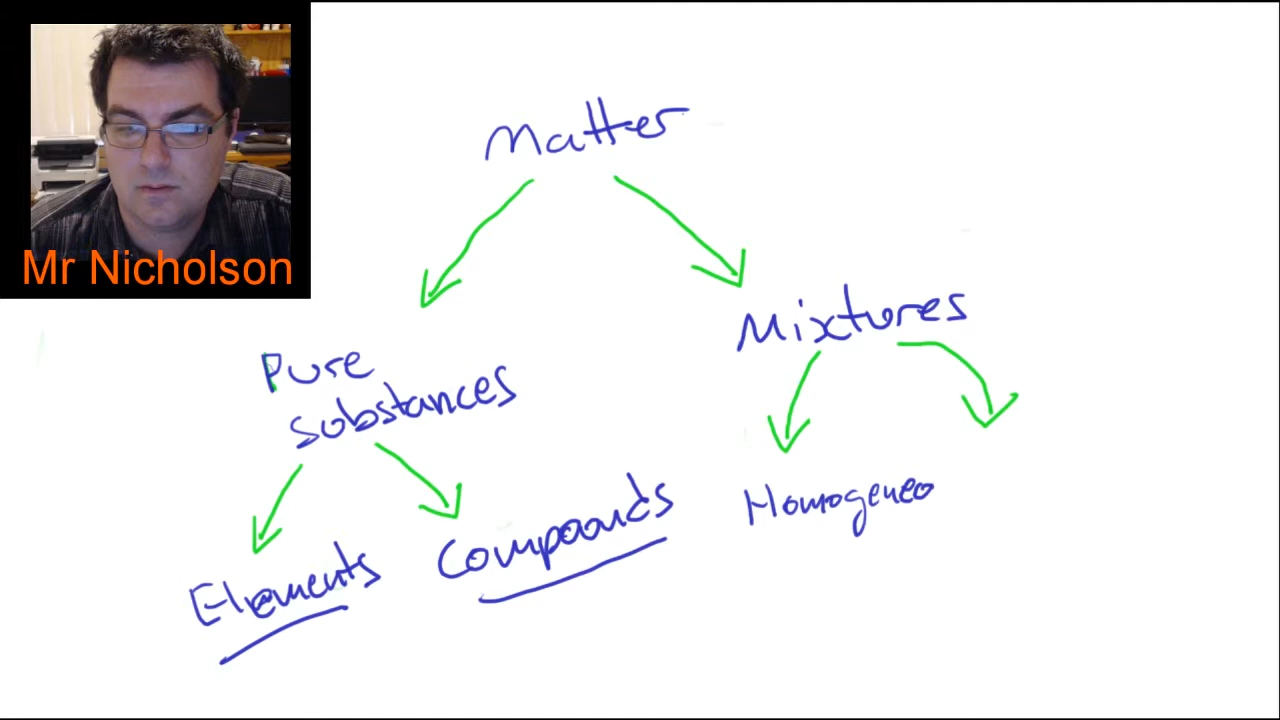 Matter
Mr Nicholson
Mixtures
Pure
substances
Homogeneo
Compounds
Elements